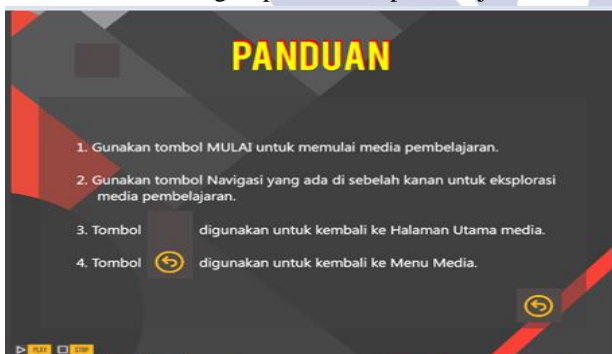 PANDUAN
1. Gunakan tombol MULAI untuk memulai media pembelajaran.
2. Gunakan tombol Navigasi yang ada di sebelah kanan untuk eksplorasi
media pembelajaran.
3. Tombol digunakan untuk kembali ke Halaman Utama media.
4. Tombol digunakan untuk kembali ke Menu Media.
PLAY STOP